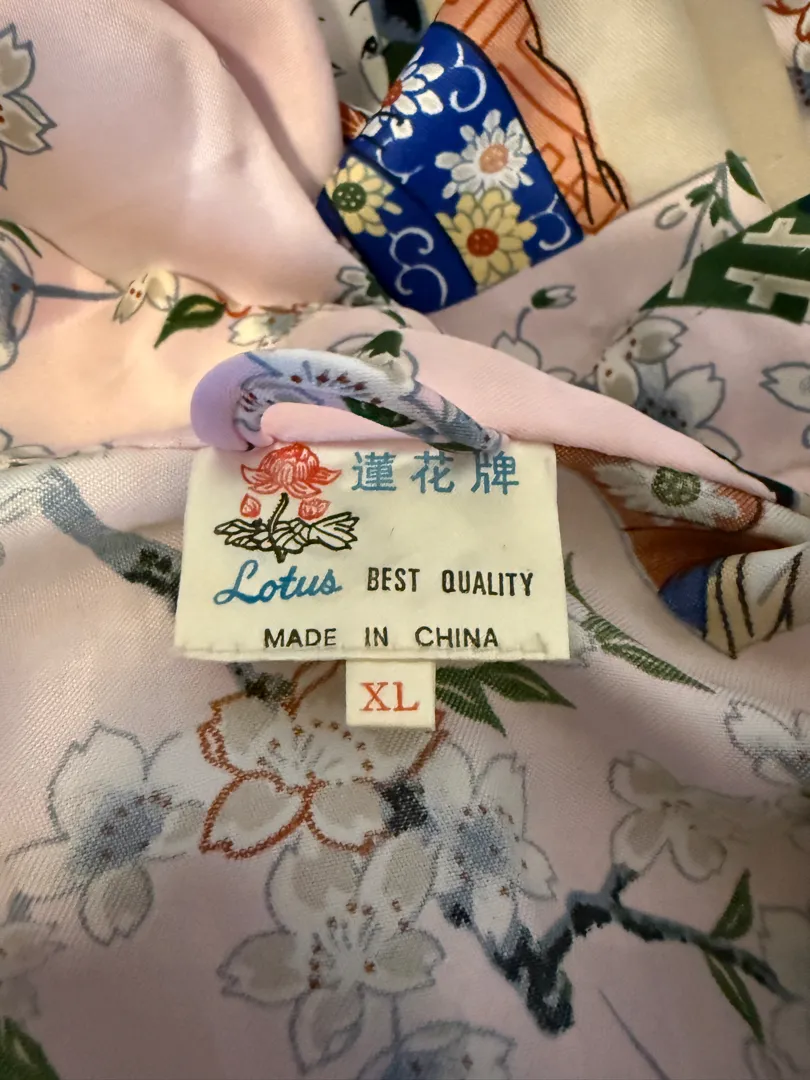 蓮花牌
Lotus BEST QUALITY
MADE IN CHINA
XL